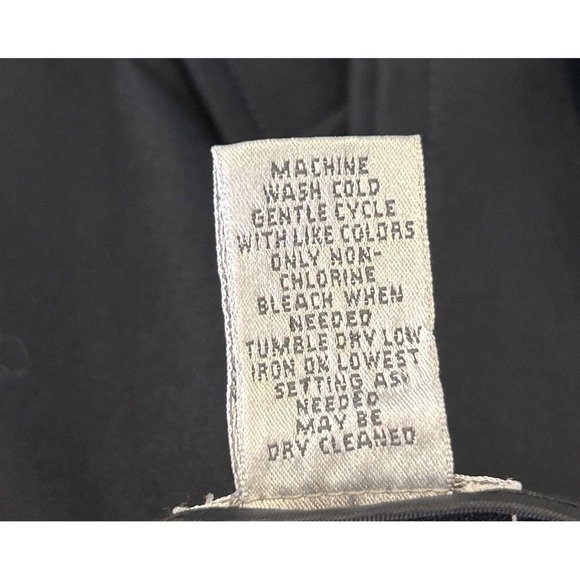 MACHINE
WASH COLD
GENTLE CYCLE
WITH LIKE COLORS
ONLY NON-
CHLORINE
BLEACH WHEN
NEEDED
TUMBLE DRY LOW
IRON ON LOWEST
SETTING AS
NEEDED
MAY BE
DRY CLEANED